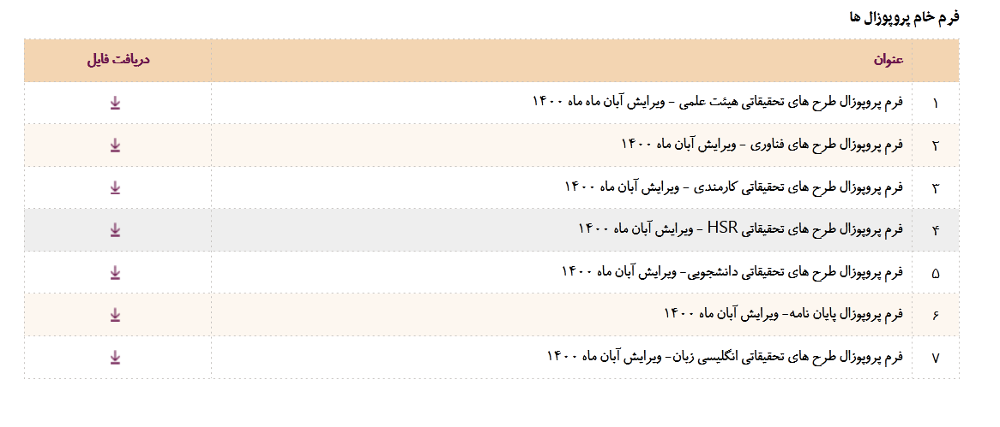 فرم خام پروپوزال ها
عنوان دریافت فایل
۱ فرم پروپوزال طرح های تحقیقاتی هیئت علمی - ویرایش آبان ماه ماه ۱۴۰۰
۲ فرم پروپوزال طرح های فناوری - ویرایش آبان ماه ۱۴۰۰
۳ فرم پروپوزال طرح های تحقیقاتی کارمندی - ویرایش آبان ماه ۱۴۰۰
۴ فرم پروپوزال طرح های تحقیقاتی HSR - ویرایش آبان ماه ۱۴۰۰
۵ فرم پروپوزال طرح های تحقیقاتی دانشجویی- ویرایش آبان ماه ۱۴۰۰
۶ فرم پروپوزال پایان نامه- ویرایش آبان ماه ۱۴۰۰
۷ فرم پروپوزال طرح های تحقیقاتی انگلیسی زبان- ویرایش آبان ماه ۱۴۰۰